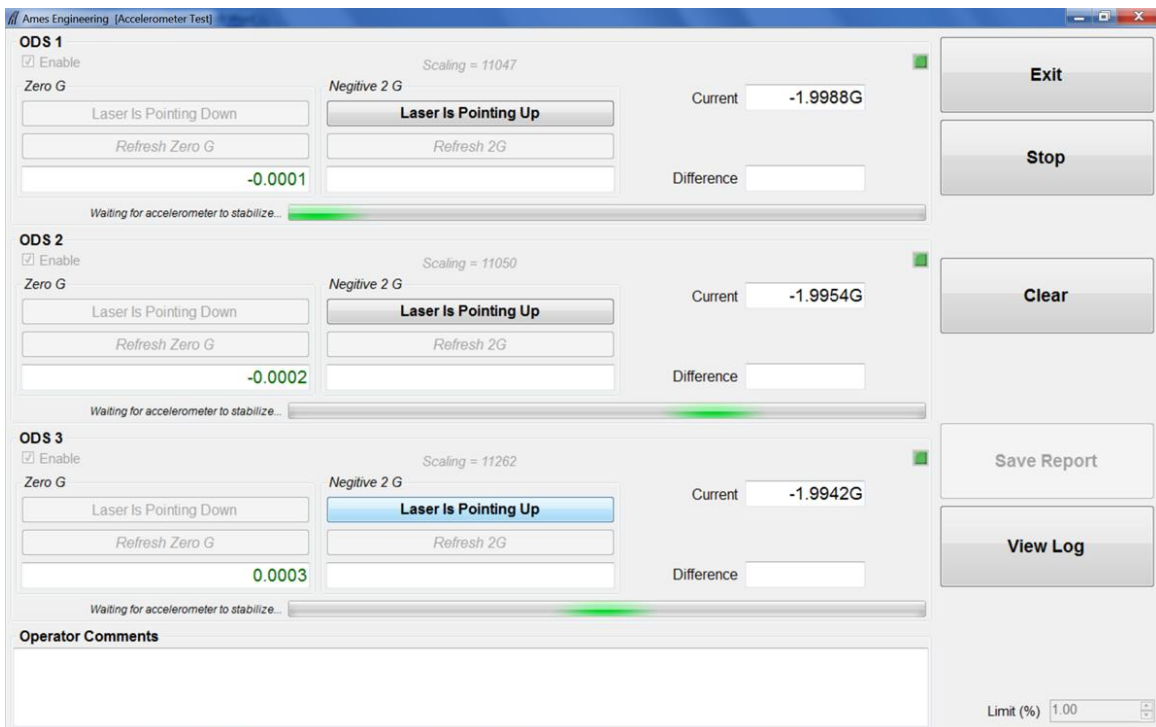 Ames Engineering [Accelerometer Test]
ODS 1
Enable
Scaling = 11047
Zero G
Negitive 2 G
Laser Is Pointing Down
Laser Is Pointing Up
Current -1.9988G
Refresh Zero G
Refresh 2G
-0.0001
Difference
Waiting for accelerometer to stabilize...
ODS 2
Enable
Scaling = 11050
Zero G
Negitive 2 G
Laser Is Pointing Down
Laser Is Pointing Up
Current -1.9954G
Refresh Zero G
Refresh 2G
-0.0002
Difference
Waiting for accelerometer to stabilize...
ODS 3
Enable
Scaling = 11262
Zero G
Negitive 2 G
Laser Is Pointing Down
Laser Is Pointing Up
Current -1.9942G
Refresh Zero G
Refresh 2G
0.0003
Difference
Waiting for accelerometer to stabilize...
Operator Comments
Exit
Stop
Clear
Save Report
View Log
Limit (%) 1.00